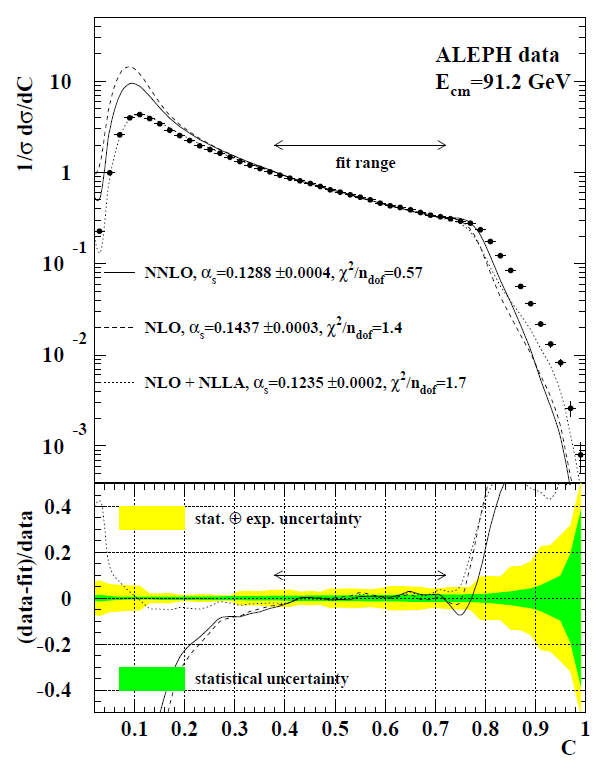 ALEPH data
E_cm=91.2 GeV
1/σ dσ/dC
10
1
10^-1
10^-2
10^-3
fit range
NNLO, α_s=0.1288 ±0.0004, χ²/n_dof=0.57
NLO, α_s=0.1437 ±0.0003, χ²/n_dof=1.4
NLO + NLLA, α_s=0.1235 ±0.0002, χ²/n_dof=1.7
(data-fit)/data
0.4
0.2
0
-0.2
-0.4
stat. ⊕ exp. uncertainty
statistical uncertainty
0.1 0.2 0.3 0.4 0.5 0.6 0.7 0.8 0.9 1
C